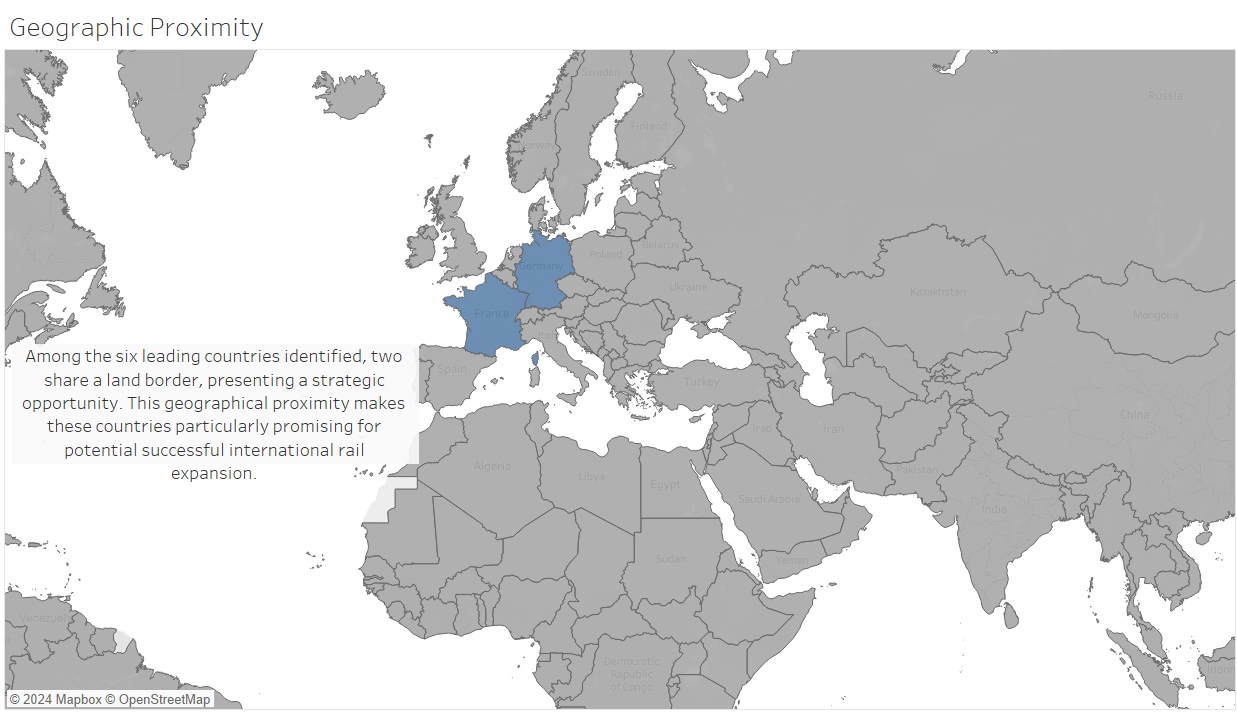 Geographic Proximity
Sweden
Russia
Finland
Norway
Poland
Belarus
Germany
Ukraine
Kazakhstan
France
Mongolia
Among the six leading countries identified, two
share a land border, presenting a strategic
opportunity. This geographical proximity makes
these countries particularly promising for
potential successful international rail
expansion.
Spain
Turkey
China
Iraq
Iran
Algeria
Libya
Egypt
Pakistan
Saudi Arabia
India
Sudan
Yemen
Venezuel
Democratic
Republic
of Congo
Indon
© 2024 Mapbox © OpenStreetMap